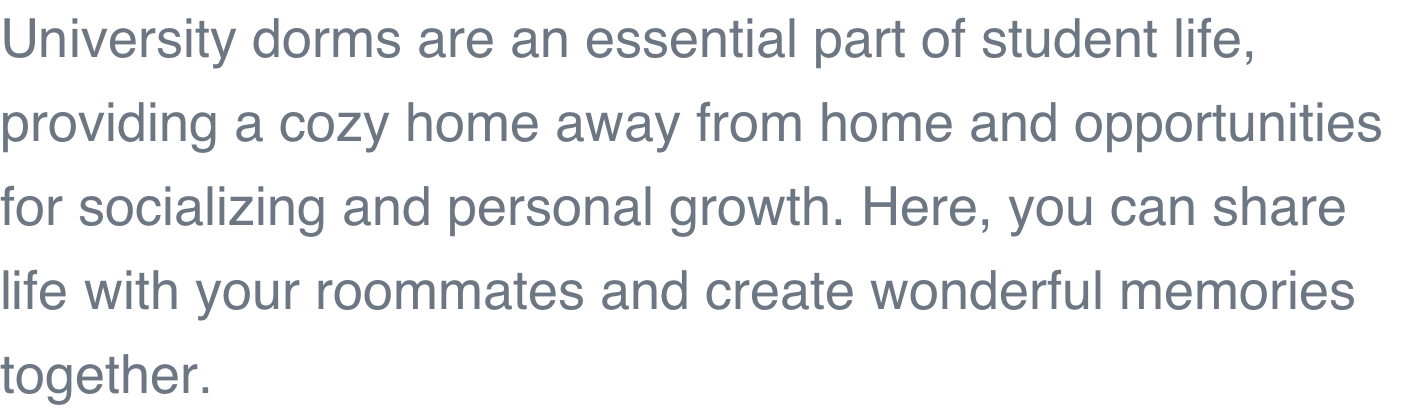 University dorms are an essential part of student life,
providing a cozy home away from home and opportunities
for socializing and personal growth. Here, you can share
life with your roommates and create wonderful memories
together.